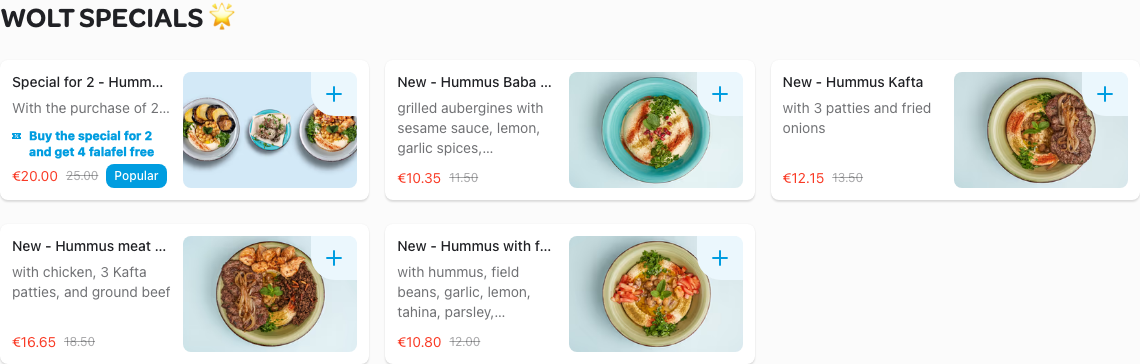 WOLT SPECIALS 🌟
Special for 2 - Humm...
With the purchase of 2...
Buy the special for 2
and get 4 falafel free
€20.00 25.00 Popular
New - Hummus Baba ...
grilled aubergines with
sesame sauce, lemon,
garlic spices,...
€10.35 11.50
New - Hummus Kafta
with 3 patties and fried
onions
€12.15 13.50
New - Hummus meat ...
with chicken, 3 Kafta
patties, and ground beef
€16.65 18.50
New - Hummus with f...
with hummus, field
beans, garlic, lemon,
tahina, parsley,...
€10.80 12.00